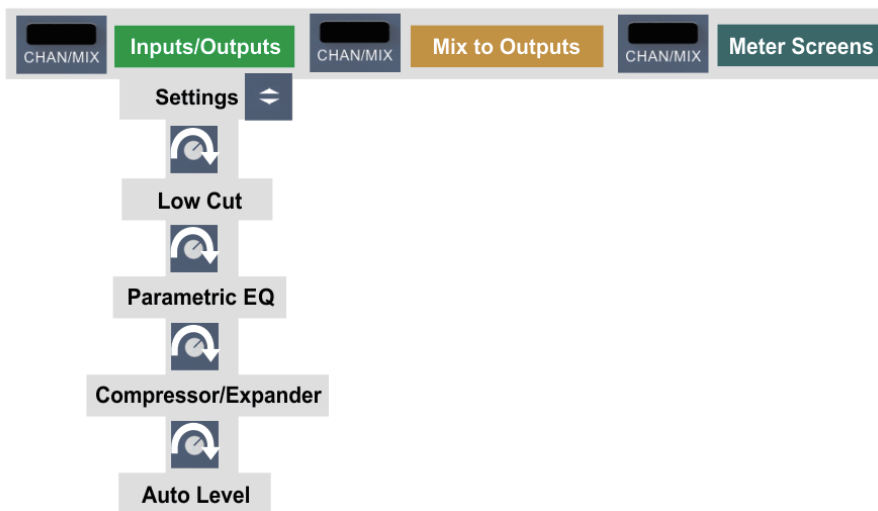 CHAN/MIX Inputs/Outputs CHAN/MIX Mix to Outputs CHAN/MIX Meter Screens
Settings
Low Cut
Parametric EQ
Compressor/Expander
Auto Level